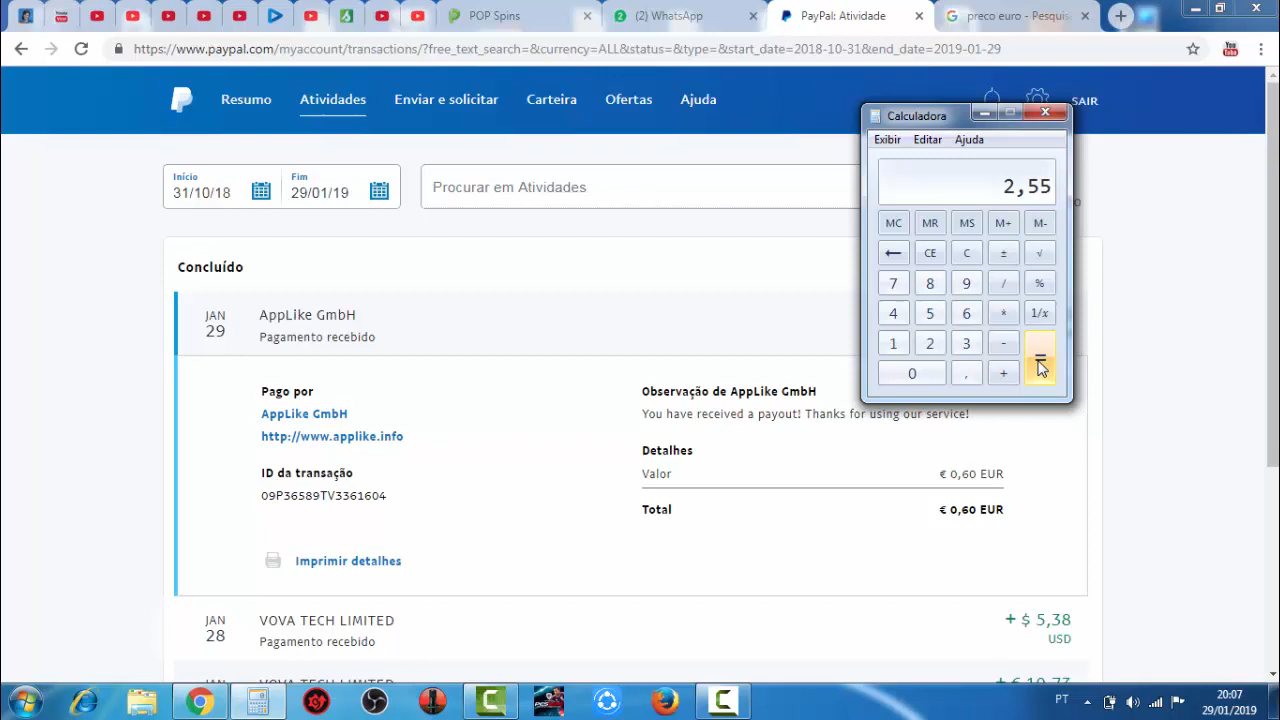 POP Spins
(2) WhatsApp
PayPal: Atividade
preco euro - Pesquis
https://www.paypal.com/myaccount/transactions/?free_text_search=&currency=ALL&status=&type=&start_date=2018-10-31&end_date=2019-01-29
Resumo
Atividades
Enviar e solicitar
Carteira
Ofertas
Ajuda
SAIR
Calculadora
Exibir
Editar
Ajuda
2,55
MC MR MS M+ M-
← CE C ± √
7 8 9 / %
4 5 6 * 1/x
1 2 3 - =
0 , +
Início
31/10/18
Fim
29/01/19
Procurar em Atividades
Concluído
JAN
29
AppLike GmbH
Pagamento recebido
Pago por
AppLike GmbH
http://www.applike.info
ID da transação
09P36589TV3361604
Imprimir detalhes
Observação de AppLike GmbH
You have received a payout! Thanks for using our service!
Detalhes
Valor € 0,60 EUR
Total € 0,60 EUR
JAN
28
VOVA TECH LIMITED
Pagamento recebido
+ $ 5,38
USD
PT
20:07
29/01/2019